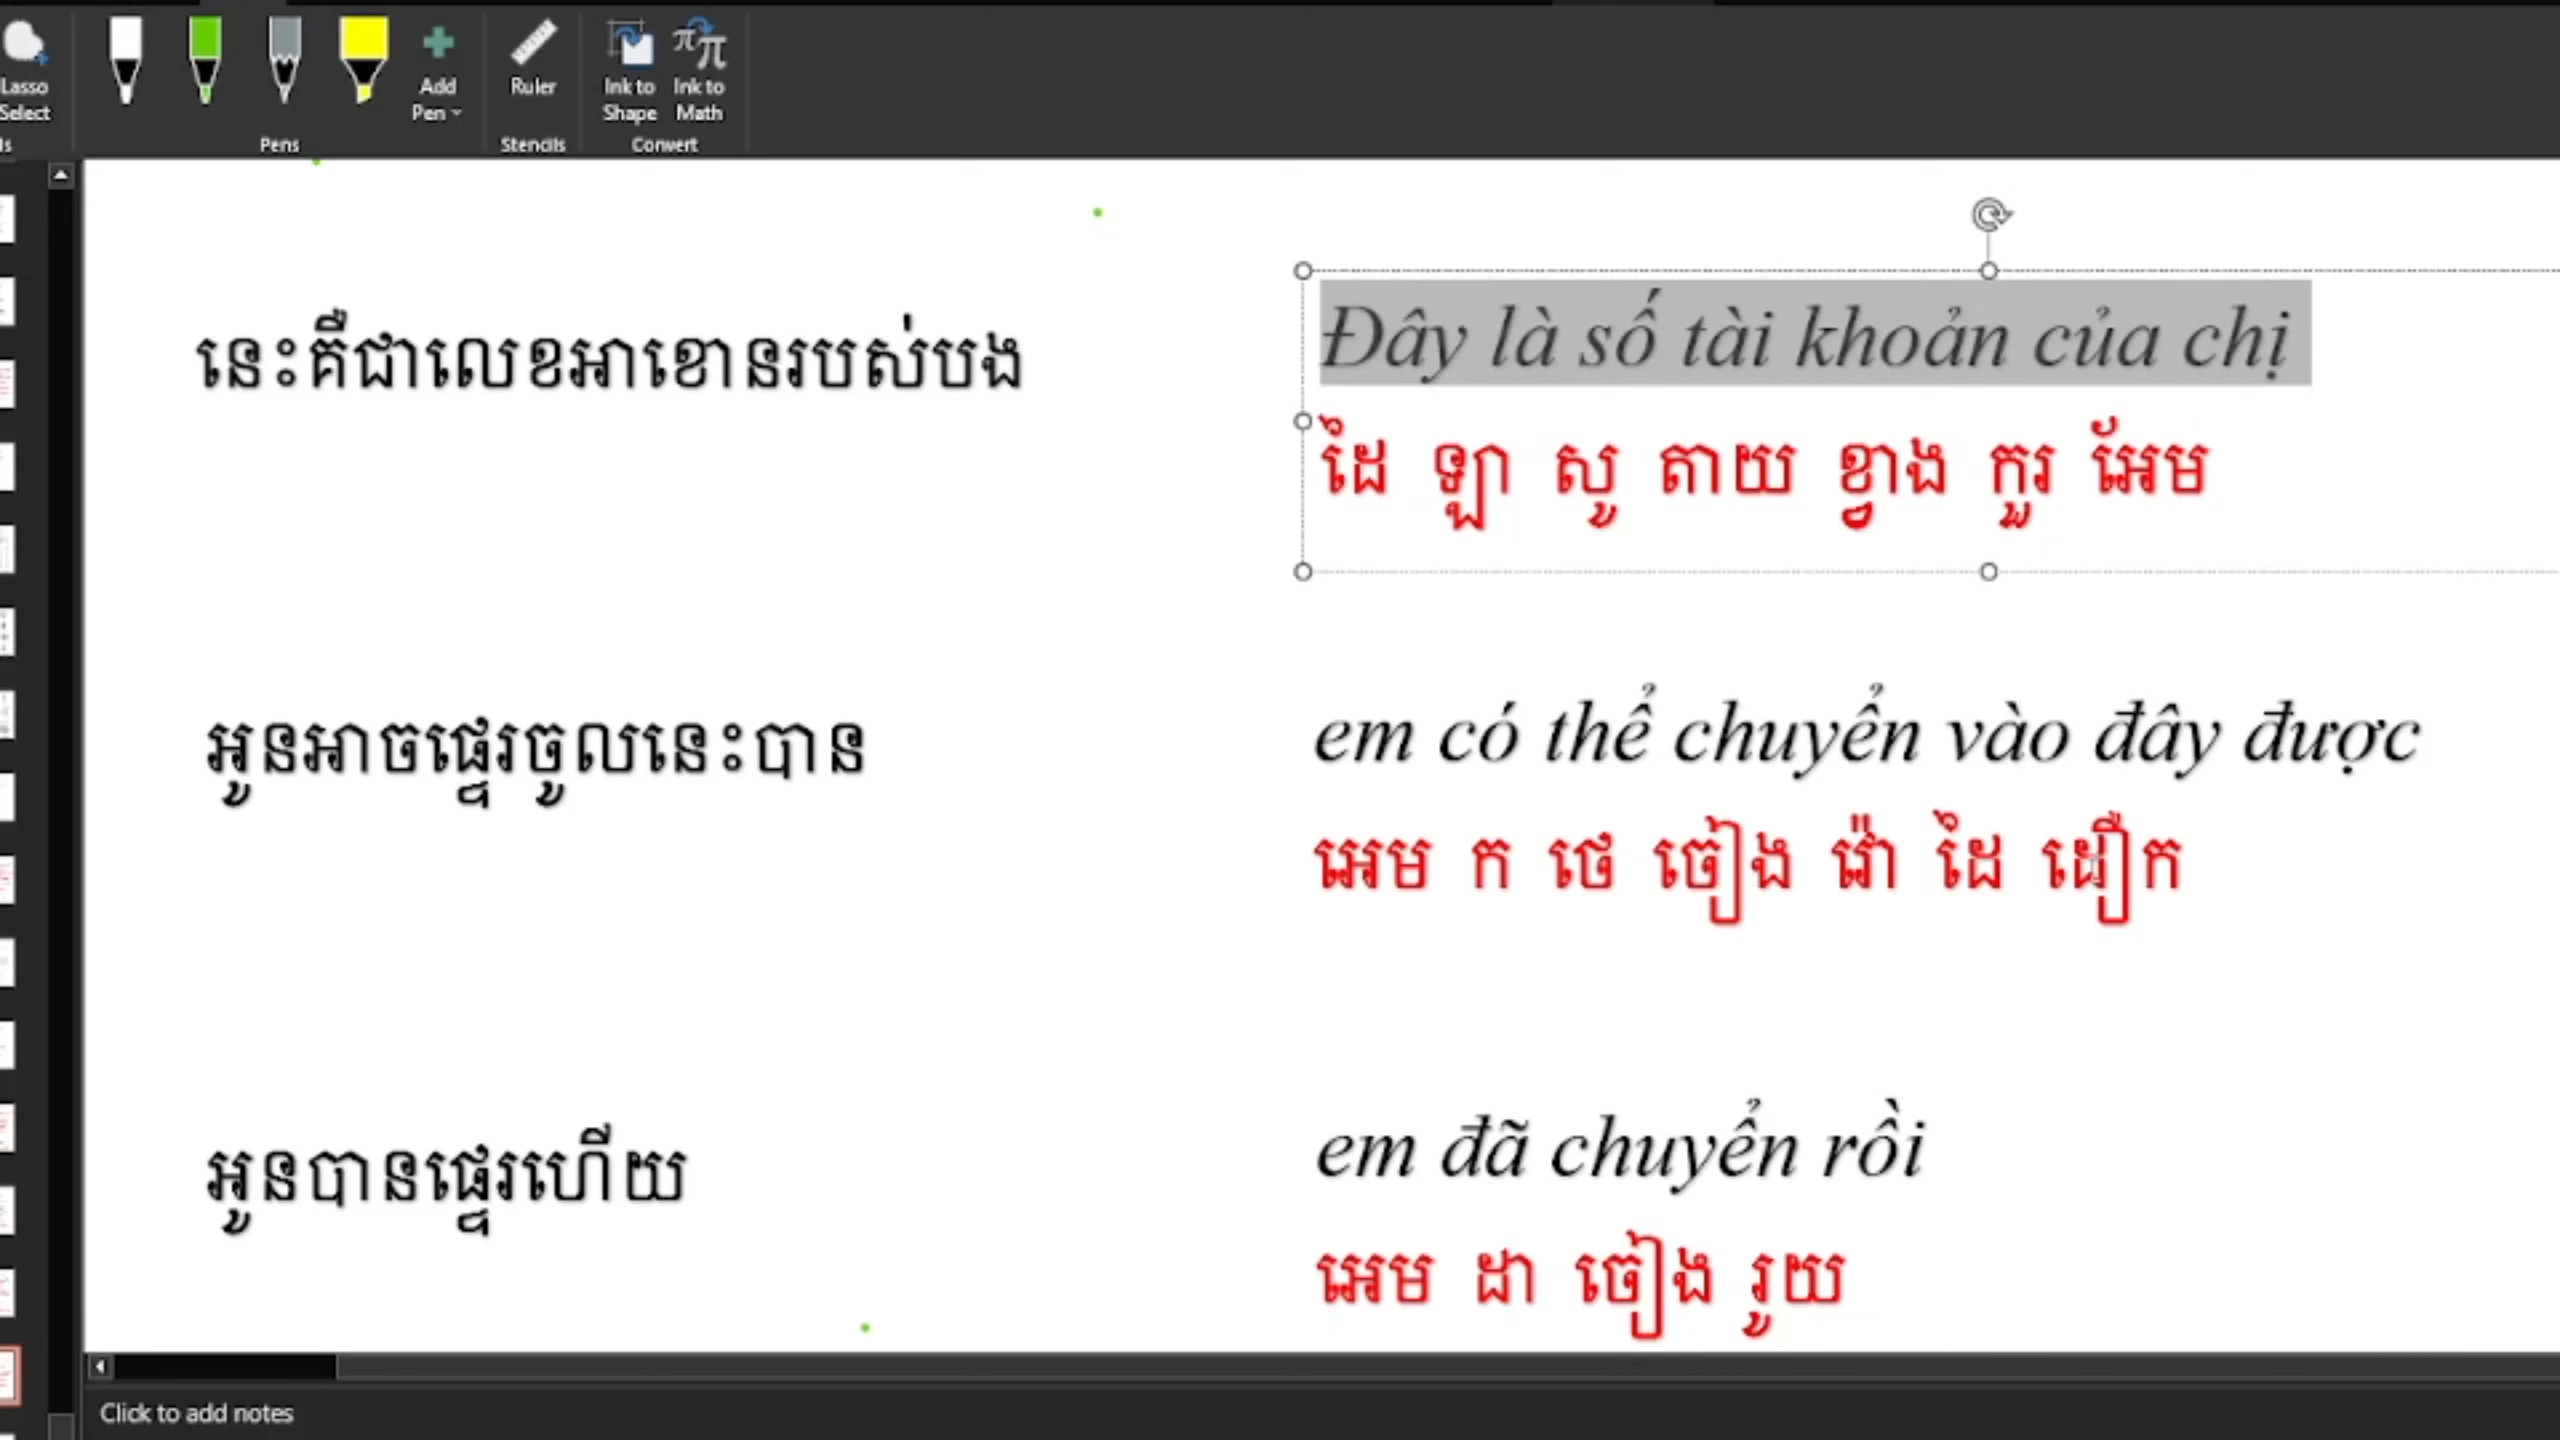 Lasso Select
Add Pen
Ruler
Ink to Shape
Ink to Math
ls
Pens
Stencils
Convert
នេះគឺជាលេខអាខោនរបស់បង
Đây là số tài khoản của chị
ដៃ ឡា សូ តាយ ខ្វាង កួរ អែម
អូនអាចផ្ទេរចូលនេះបាន
em có thể chuyển vào đây được
អេម ក ថេ ចៀង វ៉ោ ដៃ ដឿក
អូនបានផ្ទេរហើយ
em đã chuyển rồi
អេម ដា ចៀង រូយ
Click to add notes